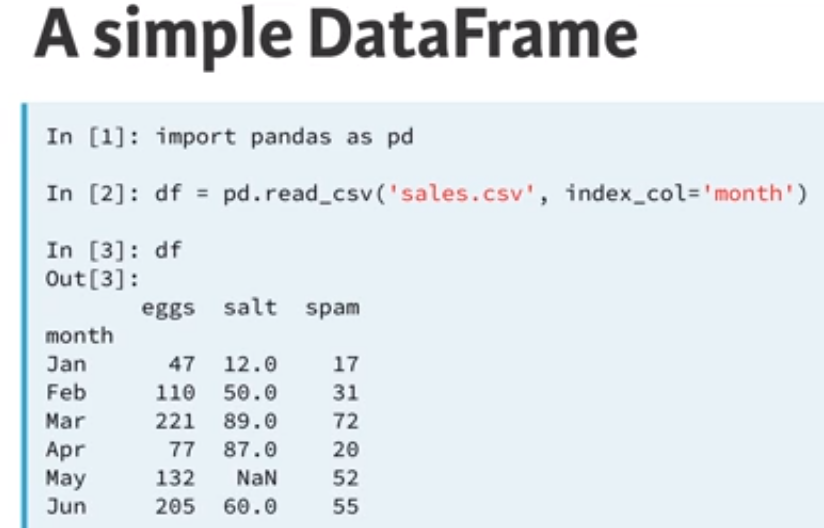 A simple DataFrame
In [1]: import pandas as pd
In [2]: df = pd.read_csv('sales.csv', index_col='month')
In [3]: df
Out[3]:
       eggs  salt  spam
month
Jan      47  12.0    17
Feb     110  50.0    31
Mar     221  89.0    72
Apr      77  87.0    20
May     132   NaN    52
Jun     205  60.0    55